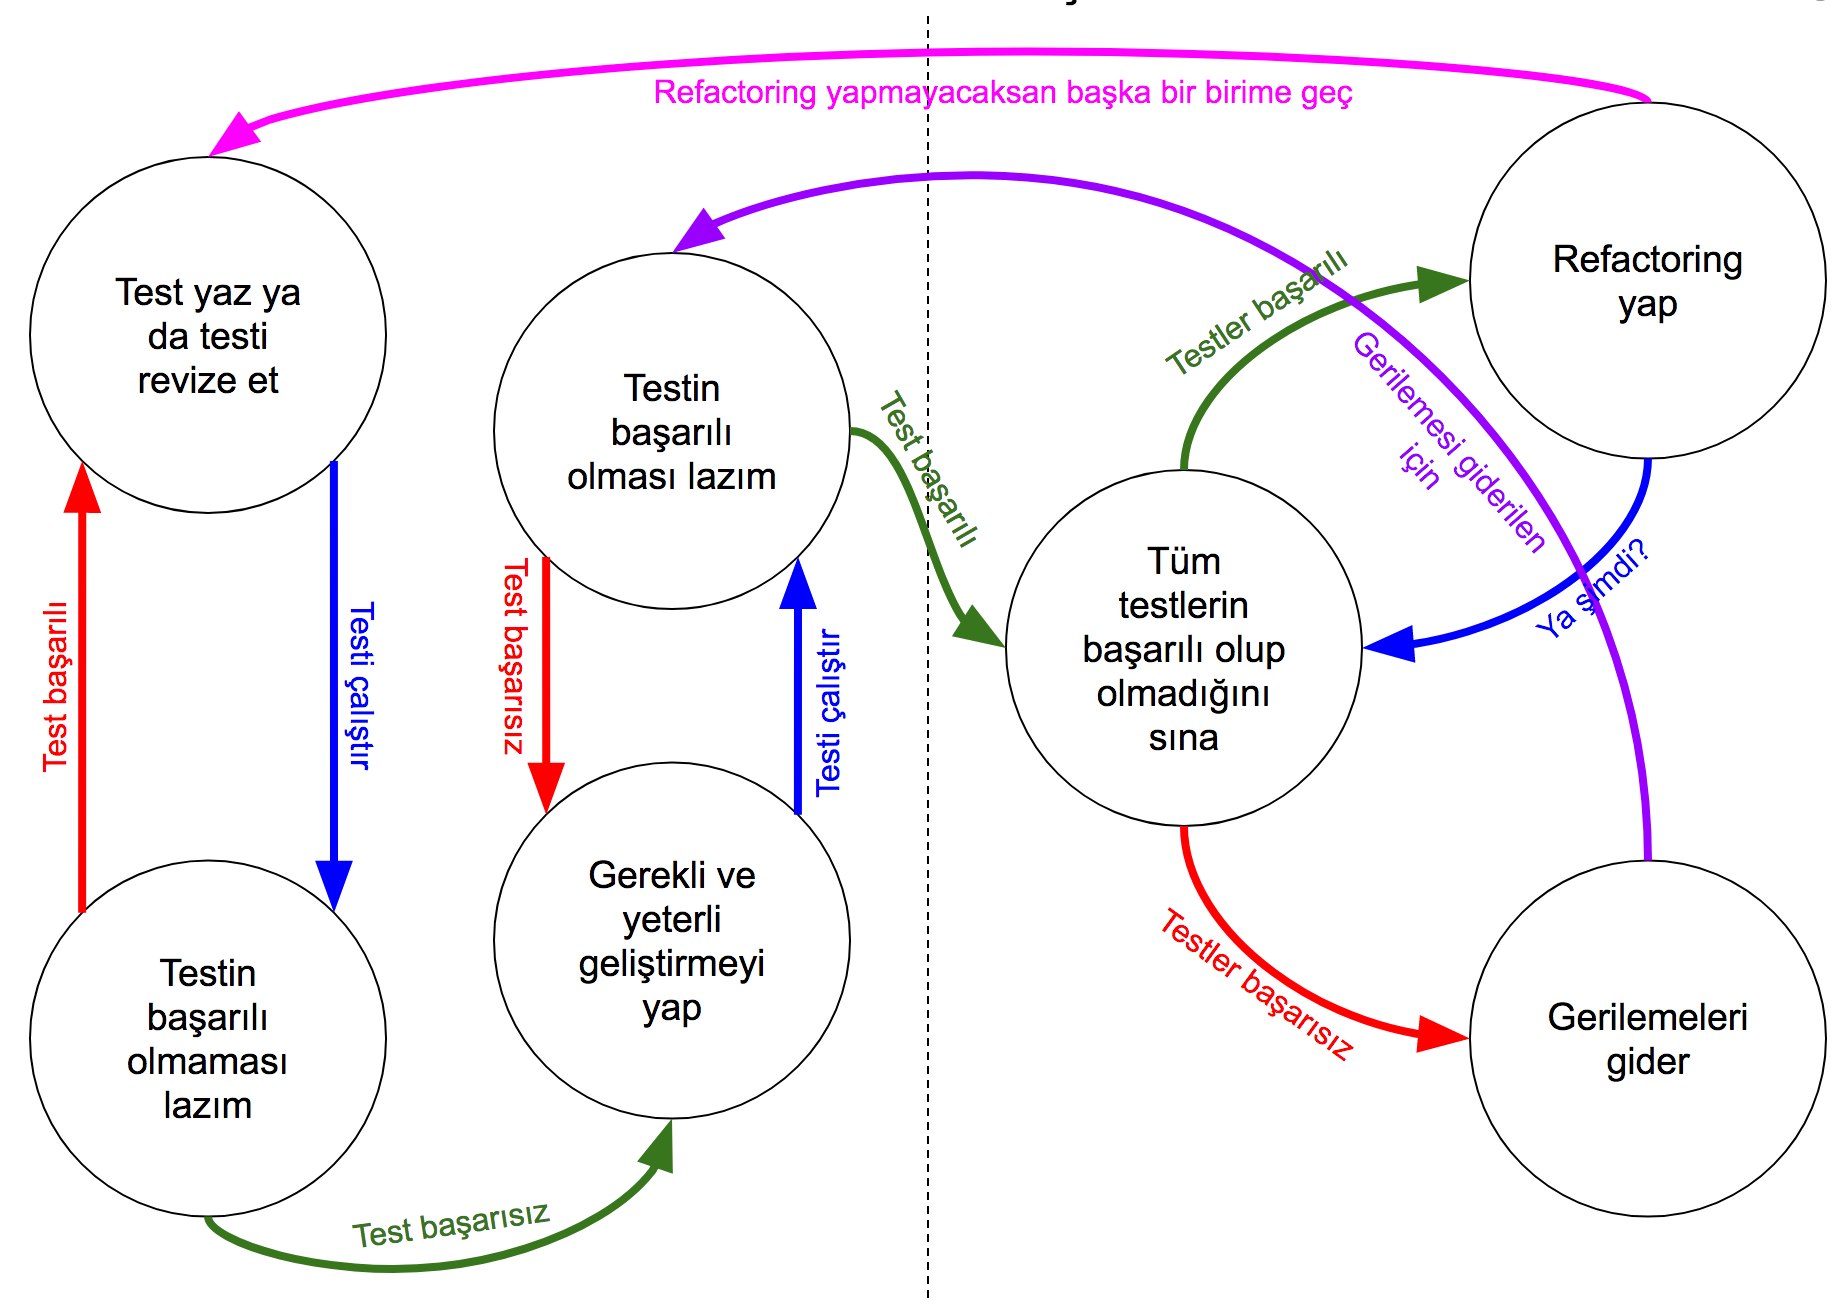 Refactoring yapmayacaksan başka bir birime geç
Test yaz ya
da testi
revize et
Test başarılı
Testi çalıştır
Testin
başarılı
olmaması
lazım
Test başarısız
Testin
başarılı
olması lazım
Test başarısız
Testi çalıştır
Gerekli ve
yeterli
geliştirmeyi
yap
Test başarılı
Tüm
testlerin
başarılı olup
olmadığını
sına
Testler başarılı
Refactoring
yap
Ya şimdi?
Gerilemesi giderilen
için
Testler başarısız
Gerilemeleri
gider